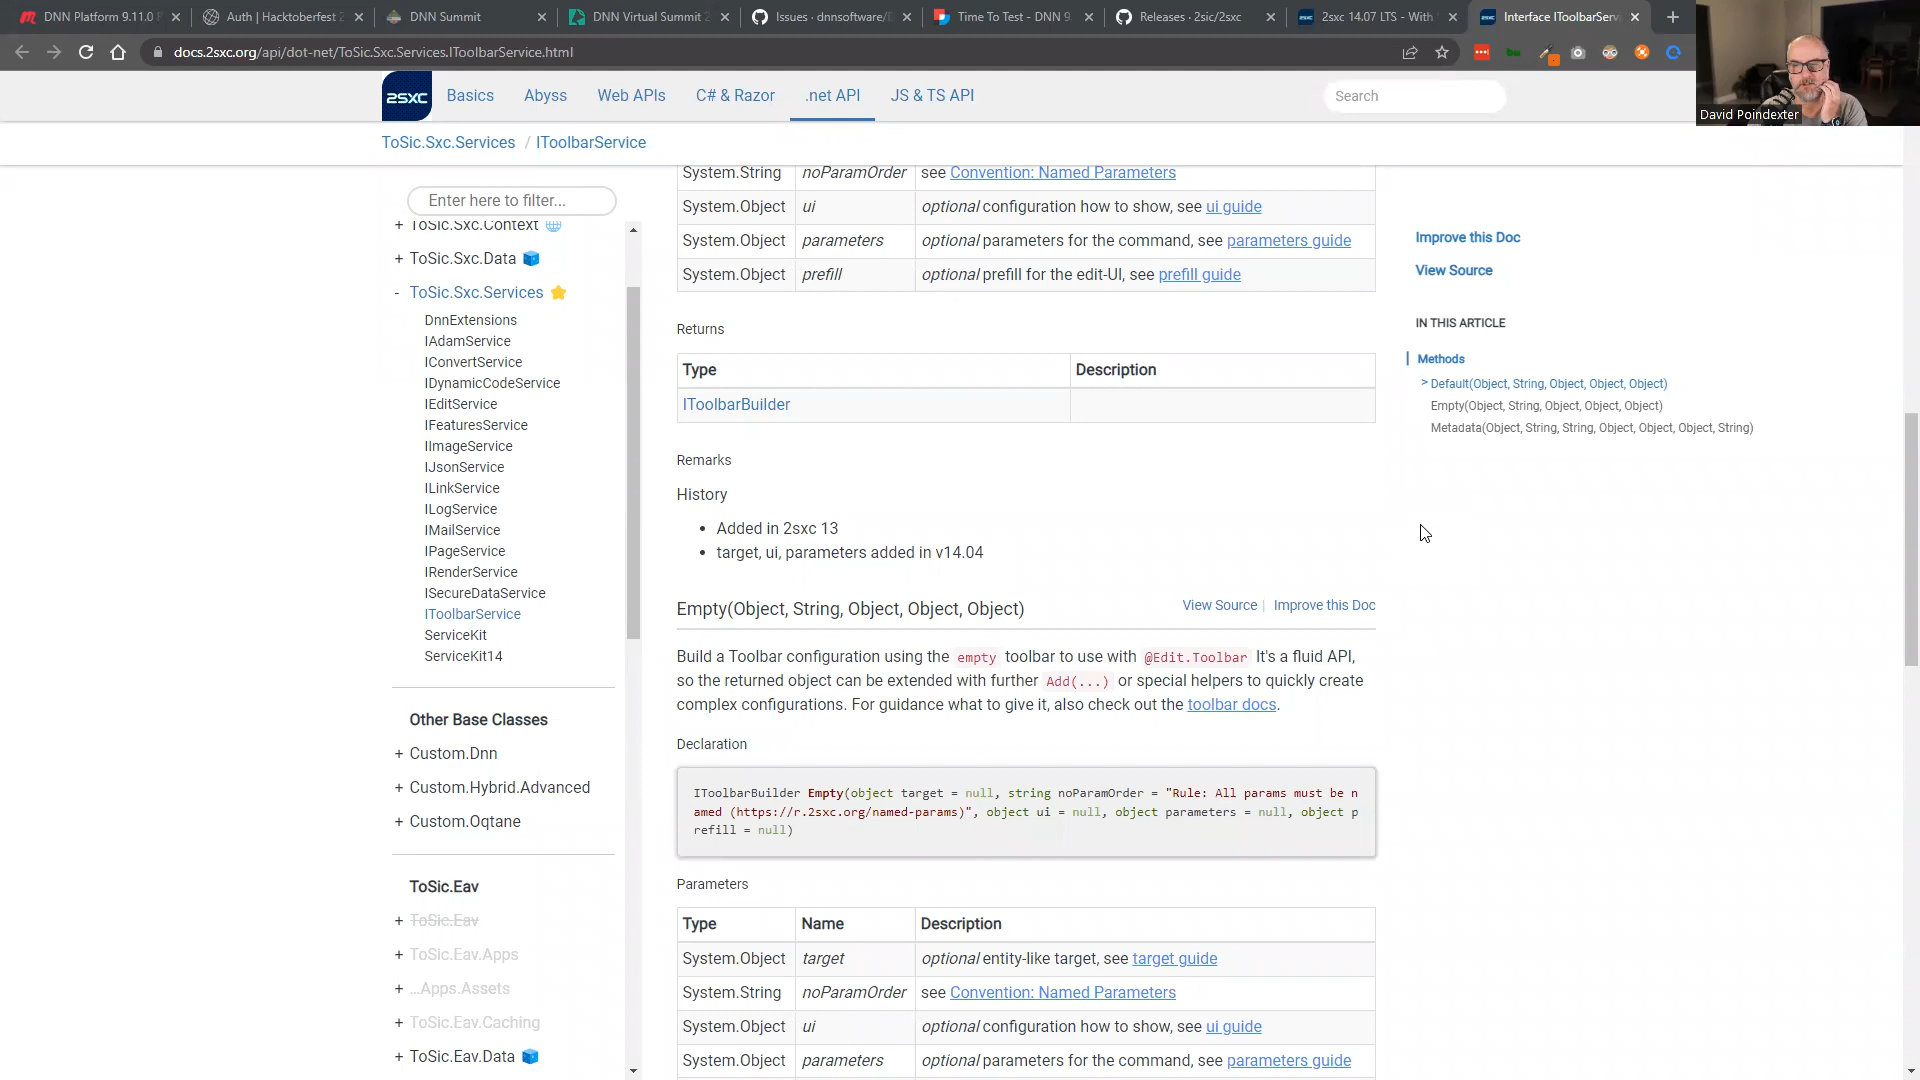 DNN Platform 9.11.0 F
Auth | Hacktoberfest 2
DNN Summit
DNN Virtual Summit 2
Issues · dnnsoftware/D
Time To Test - DNN 9
Releases · 2sic/2sxc
2sxc 14.07 LTS - With
Interface IToolbarServ
docs.2sxc.org/api/dot-net/ToSic.Sxc.Services.IToolbarService.html
David Poindexter
2sxc
Basics
Abyss
Web APIs
C# & Razor
.net API
JS & TS API
Search
ToSic.Sxc.Services / IToolbarService
Enter here to filter...
+ ToSic.Sxc.Context
+ ToSic.Sxc.Data
- ToSic.Sxc.Services
DnnExtensions
IAdamService
IConvertService
IDynamicCodeService
IEditService
IFeaturesService
IImageService
IJsonService
ILinkService
ILogService
IMailService
IPageService
IRenderService
ISecureDataService
IToolbarService
ServiceKit
ServiceKit14
Other Base Classes
+ Custom.Dnn
+ Custom.Hybrid.Advanced
+ Custom.Oqtane
ToSic.Eav
+ ToSic.Eav
+ ToSic.Eav.Apps
+ ...Apps.Assets
+ ToSic.Eav.Caching
+ ToSic.Eav.Data
System.String noParamOrder see Convention: Named Parameters
System.Object ui optional configuration how to show, see ui guide
System.Object parameters optional parameters for the command, see parameters guide
System.Object prefill optional prefill for the edit-UI, see prefill guide
Returns
Type Description
IToolbarBuilder
Remarks
History
• Added in 2sxc 13
• target, ui, parameters added in v14.04
Empty(Object, String, Object, Object, Object)
View Source | Improve this Doc
Build a Toolbar configuration using the empty toolbar to use with @Edit.Toolbar It's a fluid API,
so the returned object can be extended with further Add(...) or special helpers to quickly create
complex configurations. For guidance what to give it, also check out the toolbar docs.
Declaration
IToolbarBuilder Empty(object target = null, string noParamOrder = "Rule: All params must be n
amed (https://r.2sxc.org/named-params)", object ui = null, object parameters = null, object p
refill = null)
Parameters
Type Name Description
System.Object target optional entity-like target, see target guide
System.String noParamOrder see Convention: Named Parameters
System.Object ui optional configuration how to show, see ui guide
System.Object parameters optional parameters for the command, see parameters guide
Improve this Doc
View Source
IN THIS ARTICLE
Methods
> Default(Object, String, Object, Object, Object)
Empty(Object, String, Object, Object, Object)
Metadata(Object, String, String, Object, Object, Object, String)